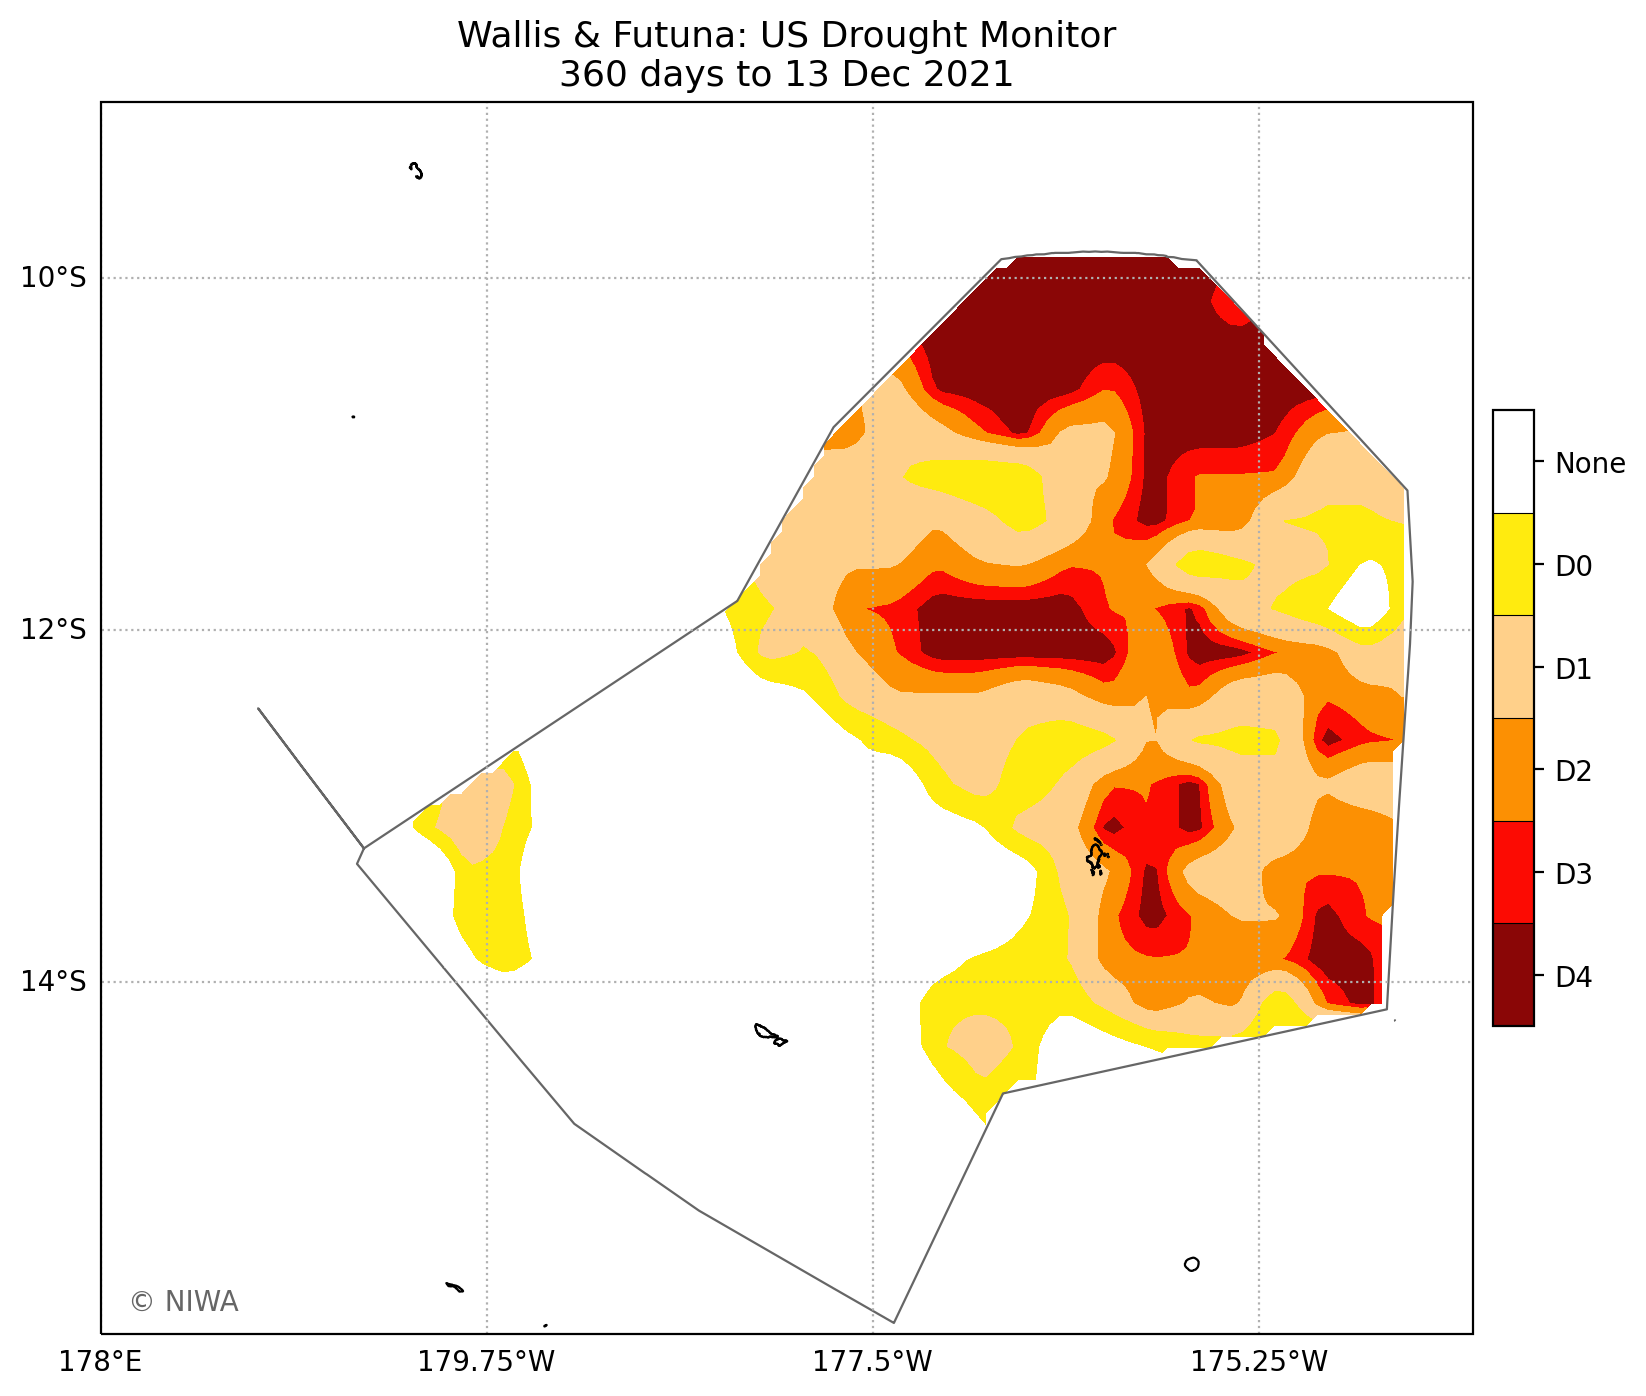 Wallis & Futuna: US Drought Monitor
360 days to 13 Dec 2021
10°S
12°S
14°S
178°E
179.75°W
177.5°W
175.25°W
None
D0
D1
D2
D3
D4
© NIWA